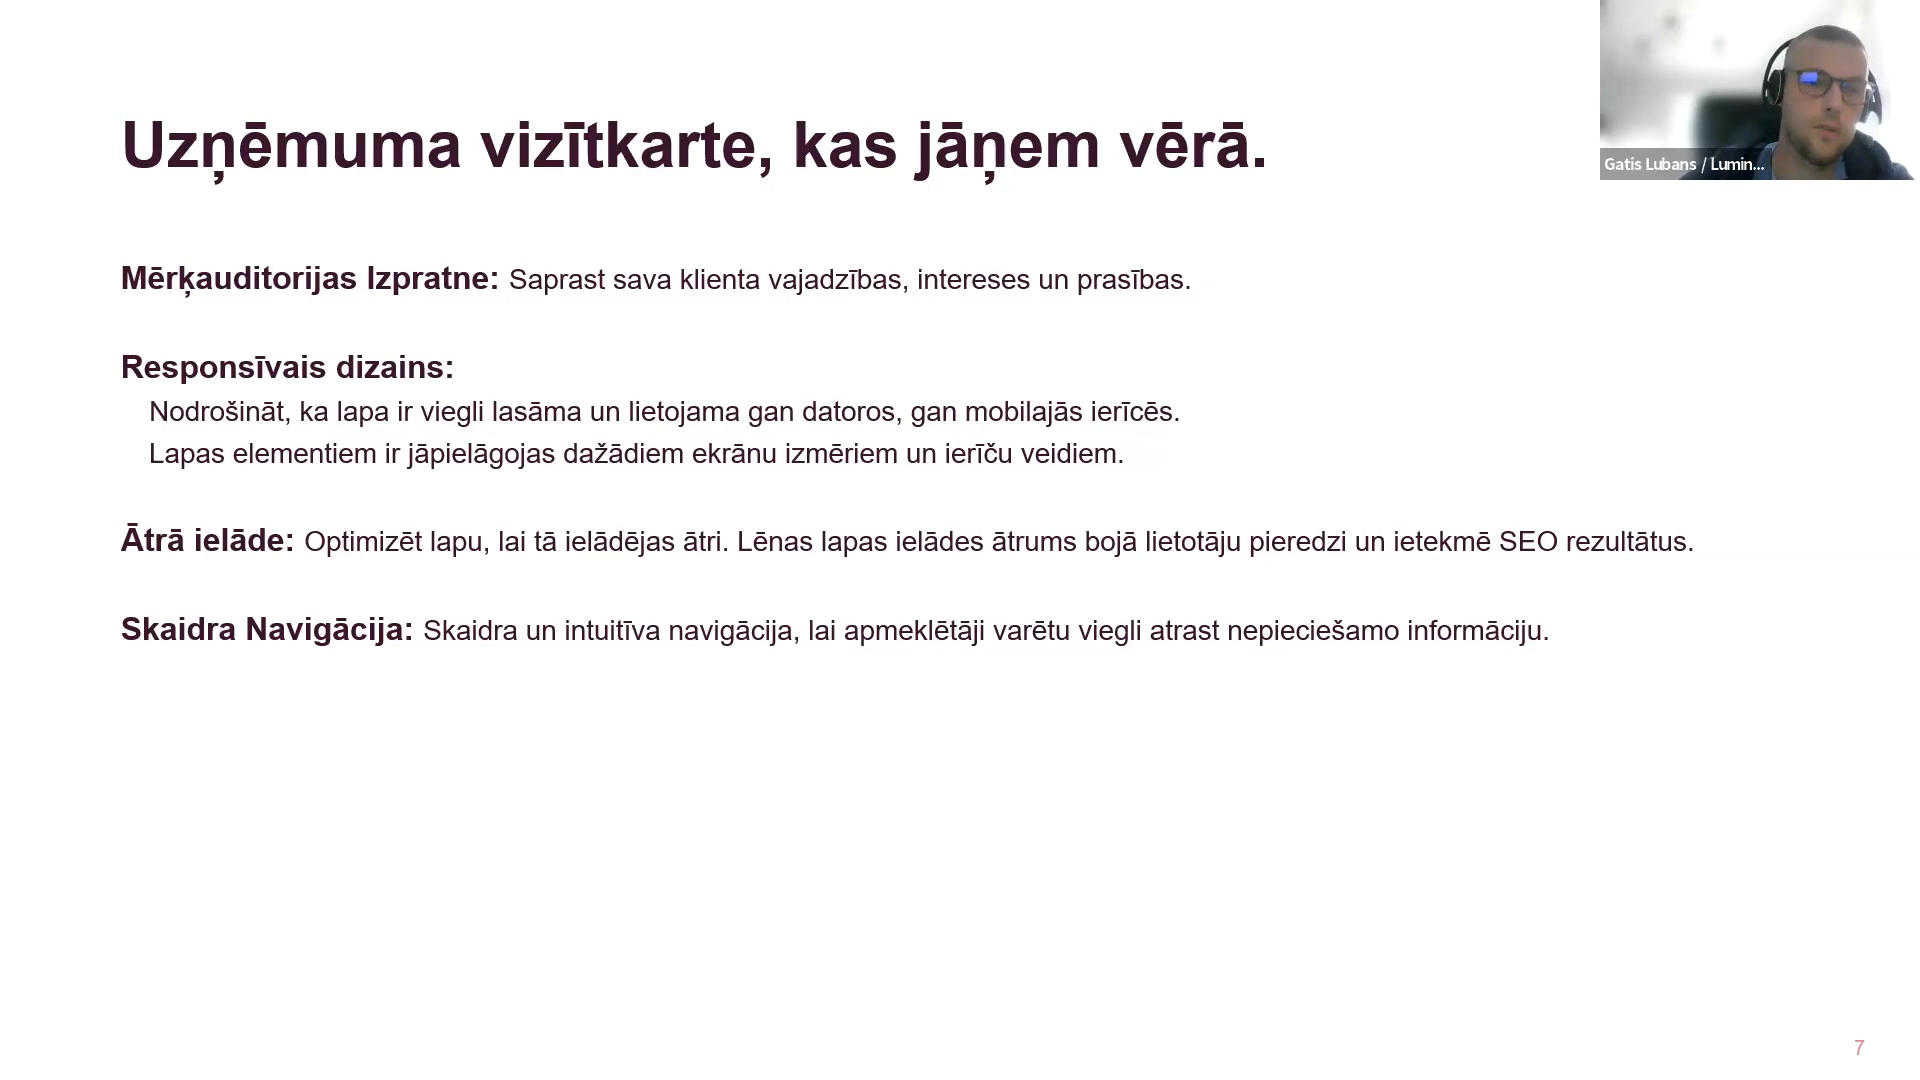 Uzņēmuma vizītkarte, kas jāņem vērā.
Gatis Lubans / Lumin...
Mērķauditorijas Izpratne: Saprast sava klienta vajadzības, intereses un prasības.
Responsīvais dizains:
Nodrošināt, ka lapa ir viegli lasāma un lietojama gan datoros, gan mobilajās ierīcēs.
Lapas elementiem ir jāpielāgojas dažādiem ekrānu izmēriem un ierīču veidiem.
Ātrā ielāde: Optimizēt lapu, lai tā ielādējas ātri. Lēnas lapas ielādes ātrums bojā lietotāju pieredzi un ietekmē SEO rezultātus.
Skaidra Navigācija: Skaidra un intuitīva navigācija, lai apmeklētāji varētu viegli atrast nepieciešamo informāciju.
7